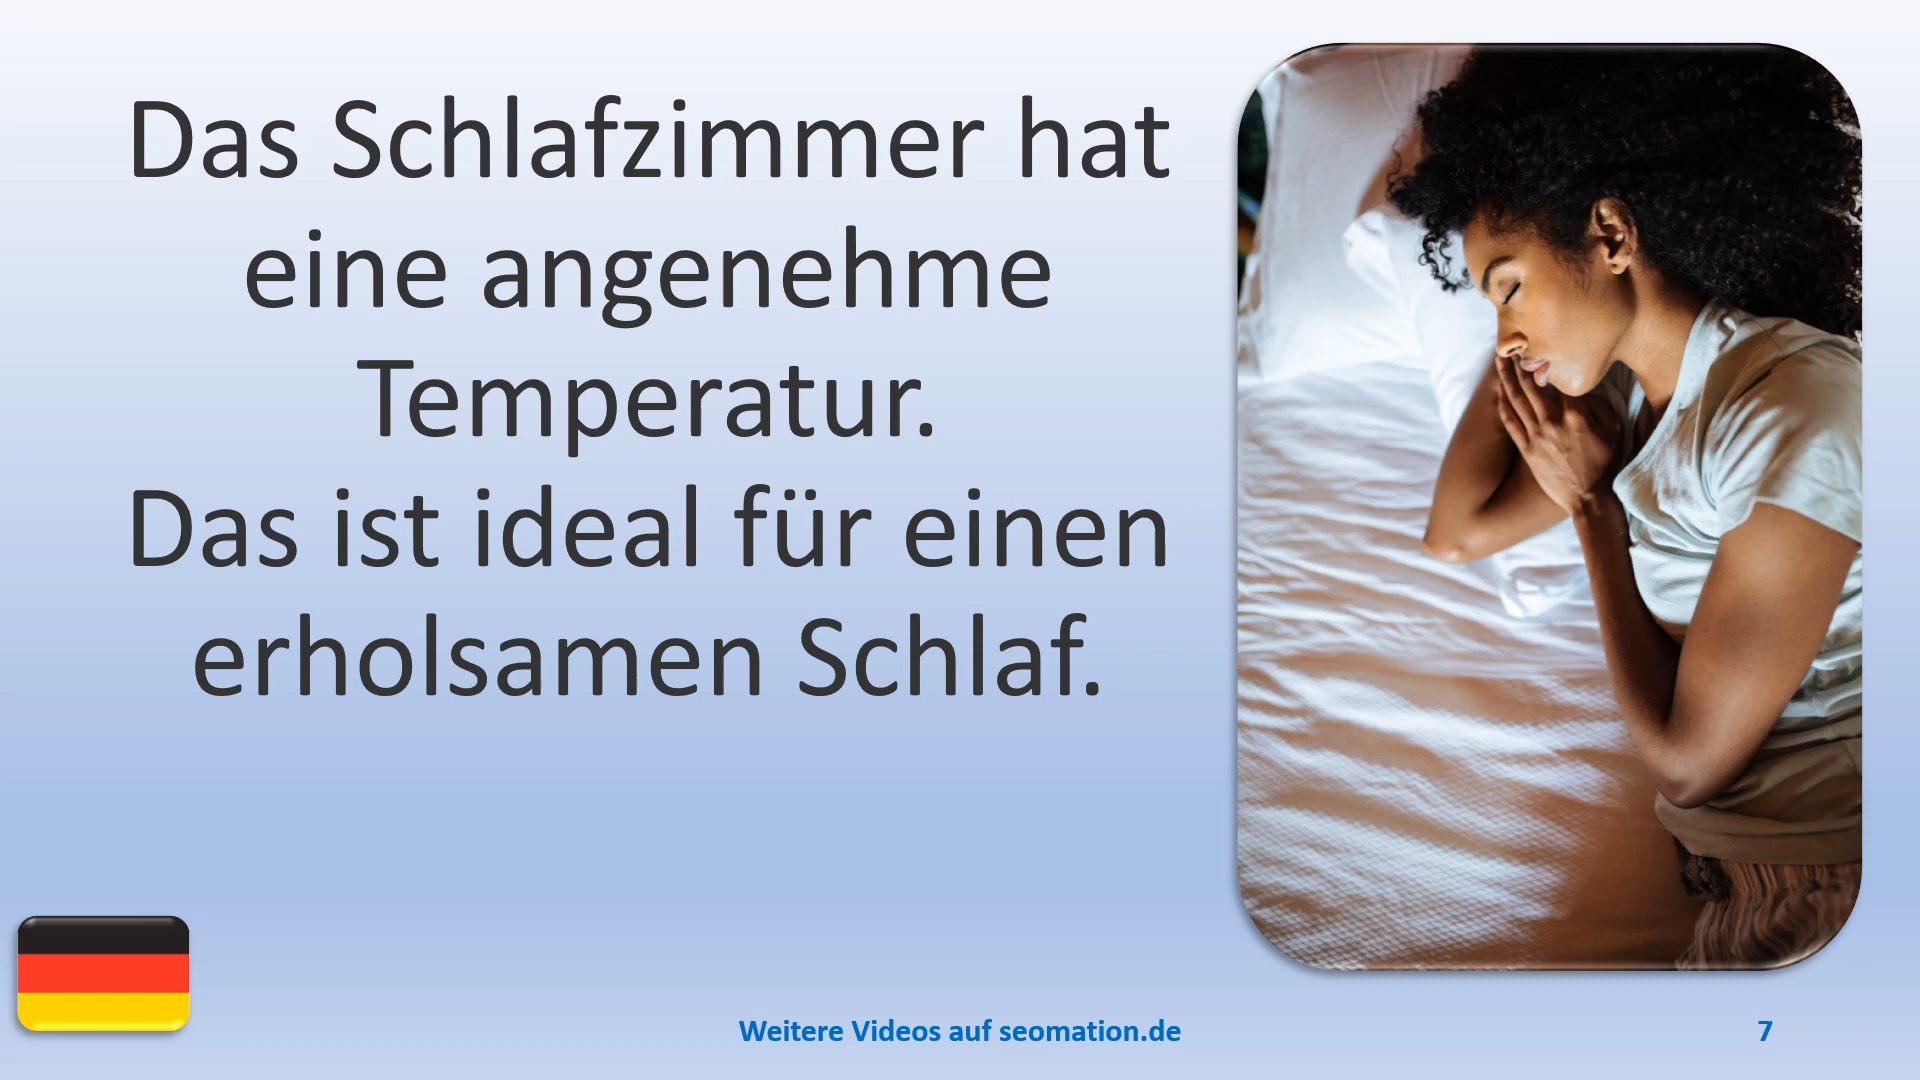 Das Schlafzimmer hat
eine angenehme
Temperatur.
Das ist ideal für einen
erholsamen Schlaf.
Weitere Videos auf seomation.de
7